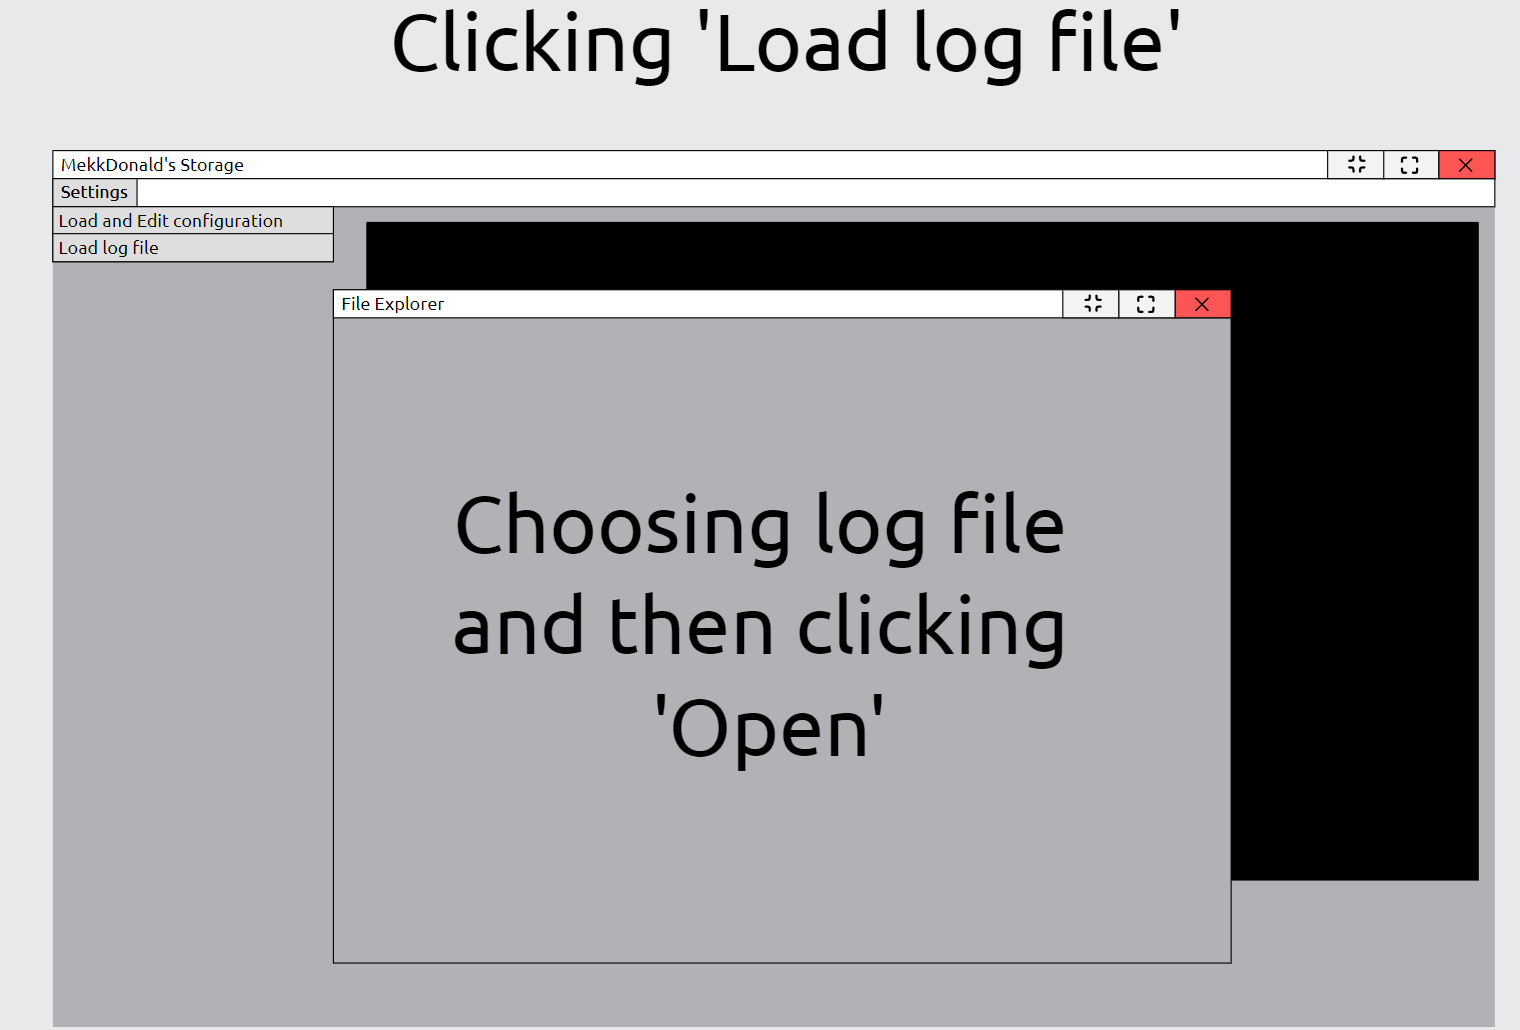 Clicking 'Load log file'
MekkDonald's Storage
Settings
Load and Edit configuration
Load log file
File Explorer
Choosing log file
and then clicking
'Open'